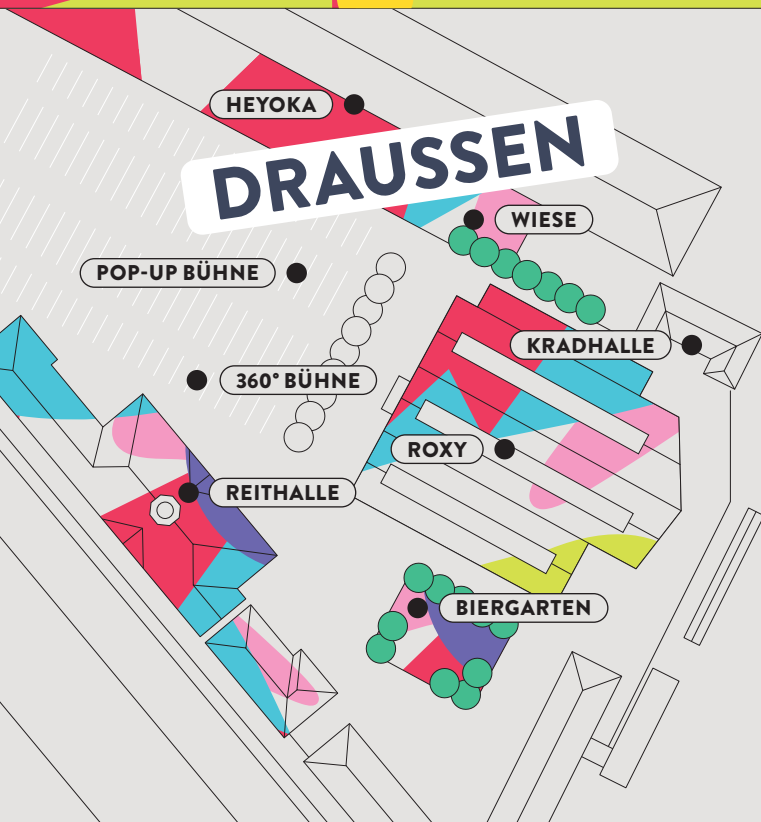 HEYOKA
DRAUSSEN
WIESE
POP-UP BÜHNE
KRADHALLE
360° BÜHNE
ROXY
REITHALLE
BIERGARTEN